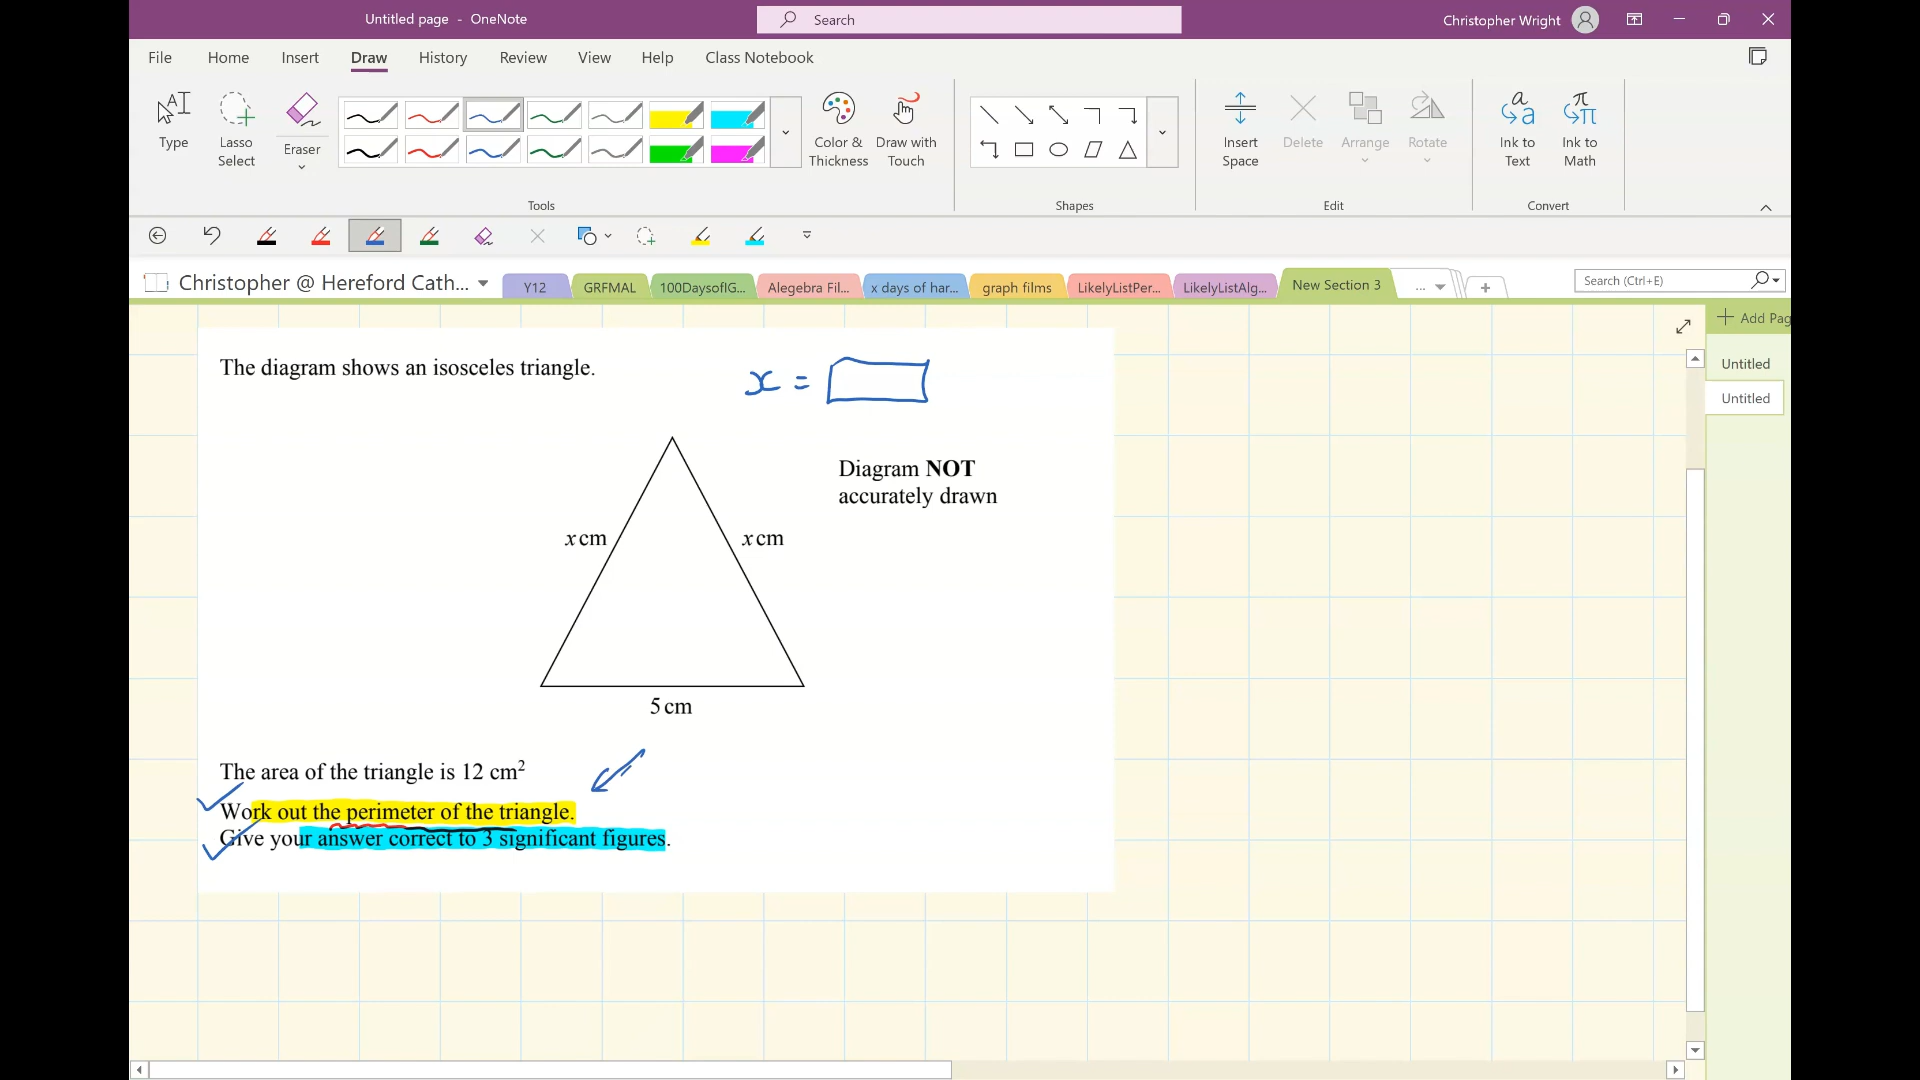 Untitled page - OneNote
Search
Christopher Wright
File Home Insert Draw History Review View Help Class Notebook
Type
Lasso Select
Eraser
Color & Thickness
Draw with Touch
Insert Space
Delete
Arrange
Rotate
Ink to Text
Ink to Math
Tools
Shapes
Edit
Convert
Christopher @ Hereford Cath...
Y12
GRFMAL
100DaysofIG...
Alegebra Fil...
x days of har...
graph films
LikelyListPer...
LikelyListAlg...
New Section 3
...
Search (Ctrl+E)
Add Pag
Untitled
Untitled
The diagram shows an isosceles triangle.
x =
Diagram NOT
accurately drawn
x cm
x cm
5 cm
The area of the triangle is 12 cm²
Work out the perimeter of the triangle.
Give your answer correct to 3 significant figures.